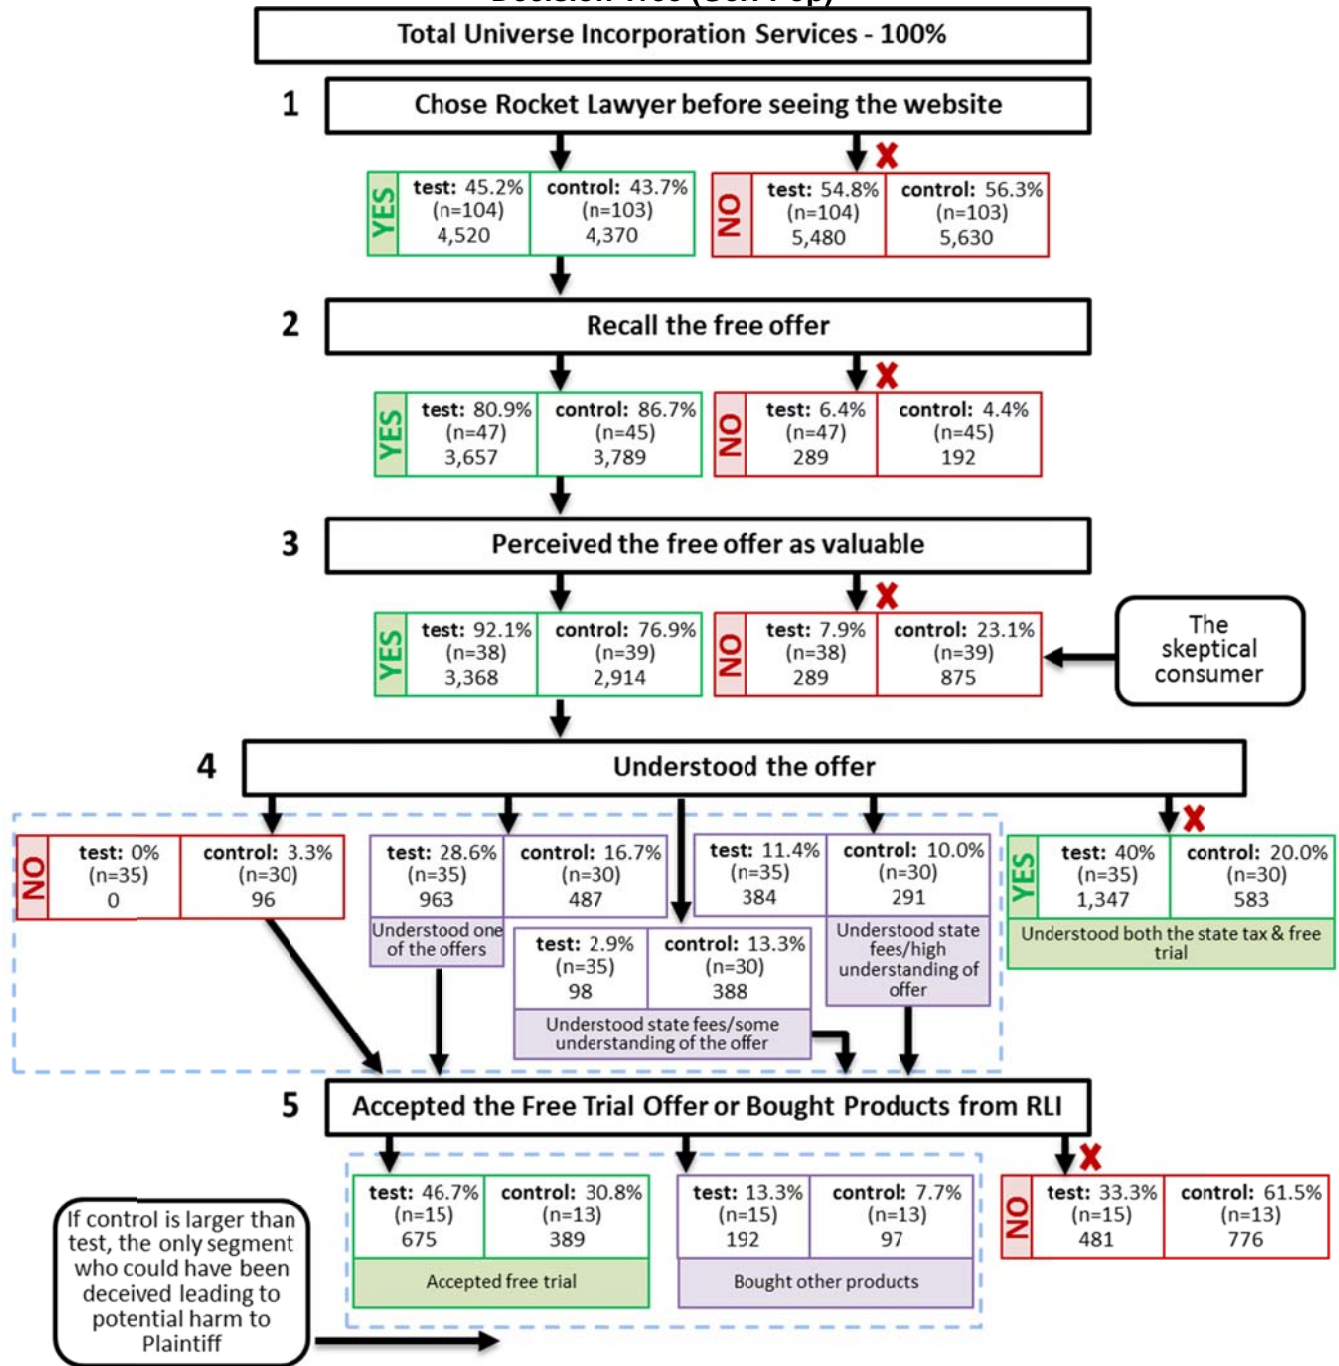 Decision Tree (Gen Pop)
Total Universe Incorporation Services - 100%
1
Chose Rocket Lawyer before seeing the website
YES
test: 45.2%
(n=104)
4,520
control: 43.7%
(n=103)
4,370
NO
test: 54.8%
(n=104)
5,480
control: 56.3%
(n=103)
5,630
2
Recall the free offer
YES
test: 80.9%
(n=47)
3,657
control: 86.7%
(n=45)
3,789
NO
test: 6.4%
(n=47)
289
control: 4.4%
(n=45)
192
3
Perceived the free offer as valuable
YES
test: 92.1%
(n=38)
3,368
control: 76.9%
(n=39)
2,914
NO
test: 7.9%
(n=38)
289
control: 23.1%
(n=39)
875
The
skeptical
consumer
4
Understood the offer
NO
test: 0%
(n=35)
0
control: 3.3%
(n=30)
96
test: 28.6%
(n=35)
963
control: 16.7%
(n=30)
487
Understood one
of the offers
test: 2.9%
(n=35)
98
control: 13.3%
(n=30)
388
Understood state fees/some
understanding of the offer
test: 11.4%
(n=35)
384
control: 10.0%
(n=30)
291
Understood state
fees/high
understanding of
offer
YES
test: 40%
(n=35)
1,347
control: 20.0%
(n=30)
583
Understood both the state tax & free
trial
5
Accepted the Free Trial Offer or Bought Products from RLI
test: 46.7%
(n=15)
675
control: 30.8%
(n=13)
389
Accepted free trial
test: 13.3%
(n=15)
192
control: 7.7%
(n=13)
97
Bought other products
NO
test: 33.3%
(n=15)
481
control: 61.5%
(n=13)
776
If control is larger than
test, the only segment
who could have been
deceived leading to
potential harm to
Plaintiff